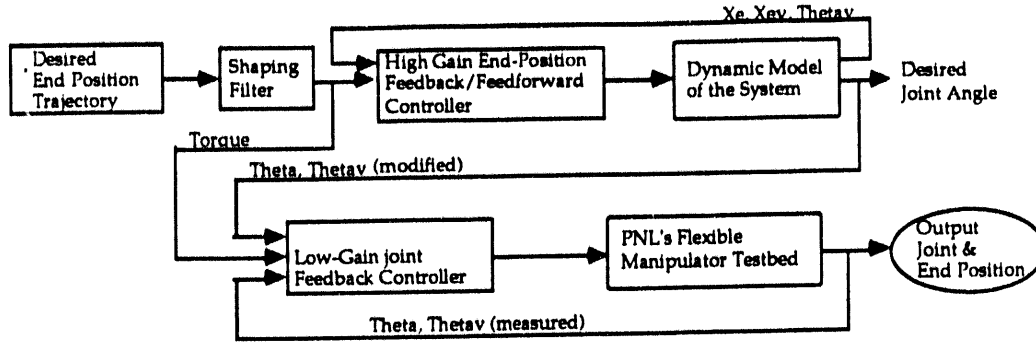 Xe, Xev, Thetav
Desired
End Position
Trajectory
Shaping
Filter
High Gain End-Position
Feedback/Feedforward
Controller
Dynamic Model
of the System
Desired
Joint Angle
Torque
Theta, Thetav (modified)
Low-Gain joint
Feedback Controller
PNL's Flexible
Manipulator Testbed
Output
Joint &
End Position
Theta, Thetav (measured)